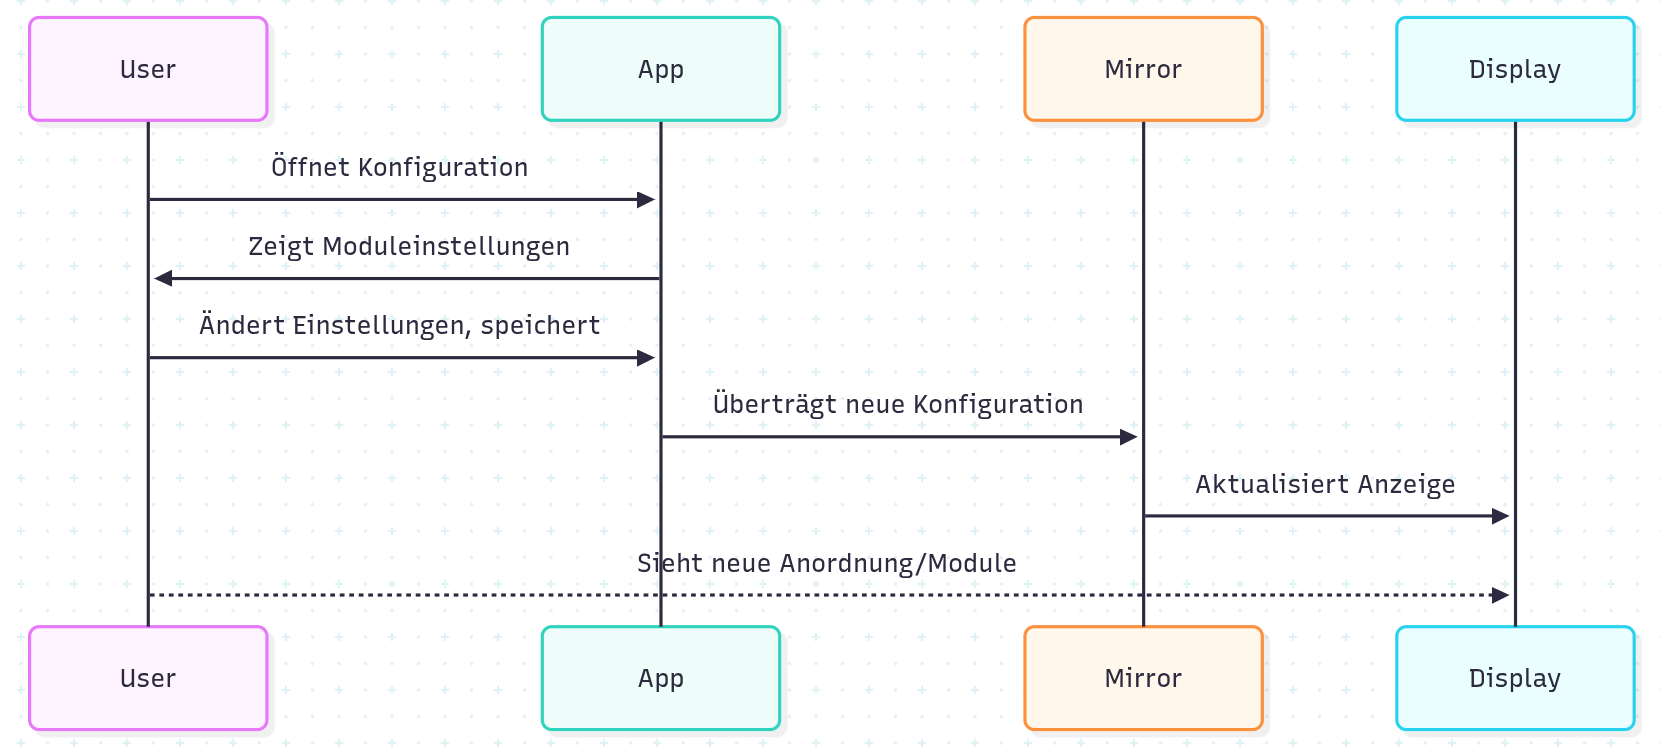 User
App
Mirror
Display
Öffnet Konfiguration
Zeigt Moduleinstellungen
Ändert Einstellungen, speichert
Überträgt neue Konfiguration
Aktualisiert Anzeige
Sieht neue Anordnung/Module
User
App
Mirror
Display